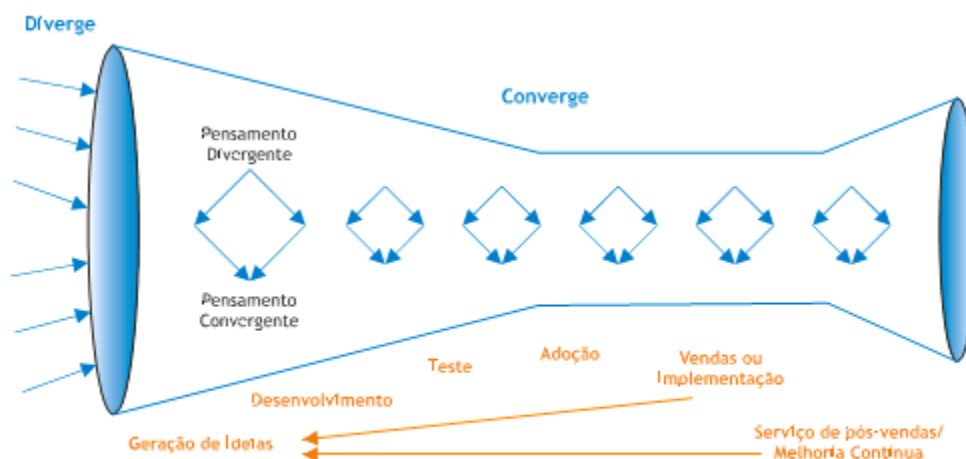 Diverge
Converge
Pensamento
Divergente
Pensamento
Convergente
Teste
Adoção
Vendas ou
Implementação
Desenvolvimento
Geração de Ideias
Serviço de pós-vendas/
Melhoria Contínua